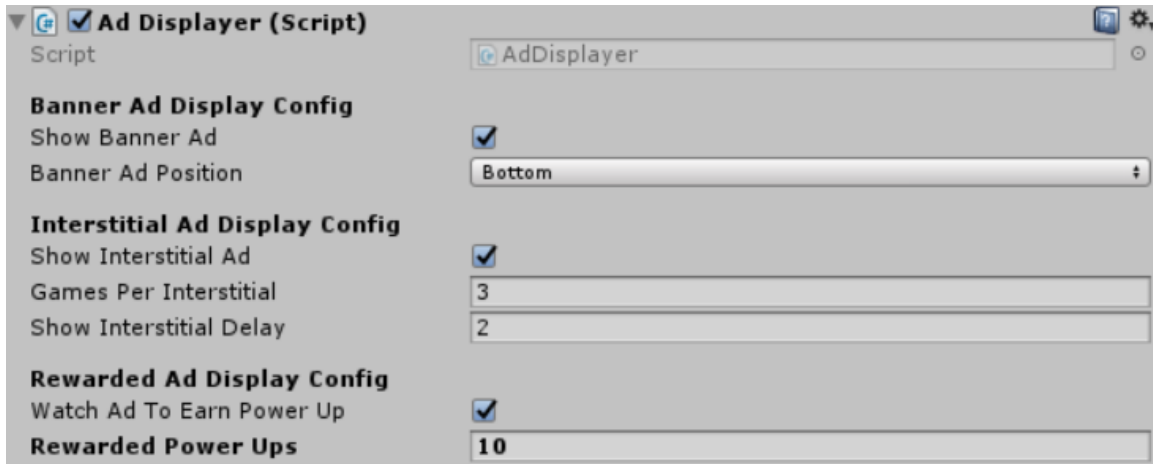 Ad Displayer (Script)
Script AdDisplayer
Banner Ad Display Config
Show Banner Ad
Banner Ad Position Bottom
Interstitial Ad Display Config
Show Interstitial Ad
Games Per Interstitial 3
Show Interstitial Delay 2
Rewarded Ad Display Config
Watch Ad To Earn Power Up
Rewarded Power Ups 10